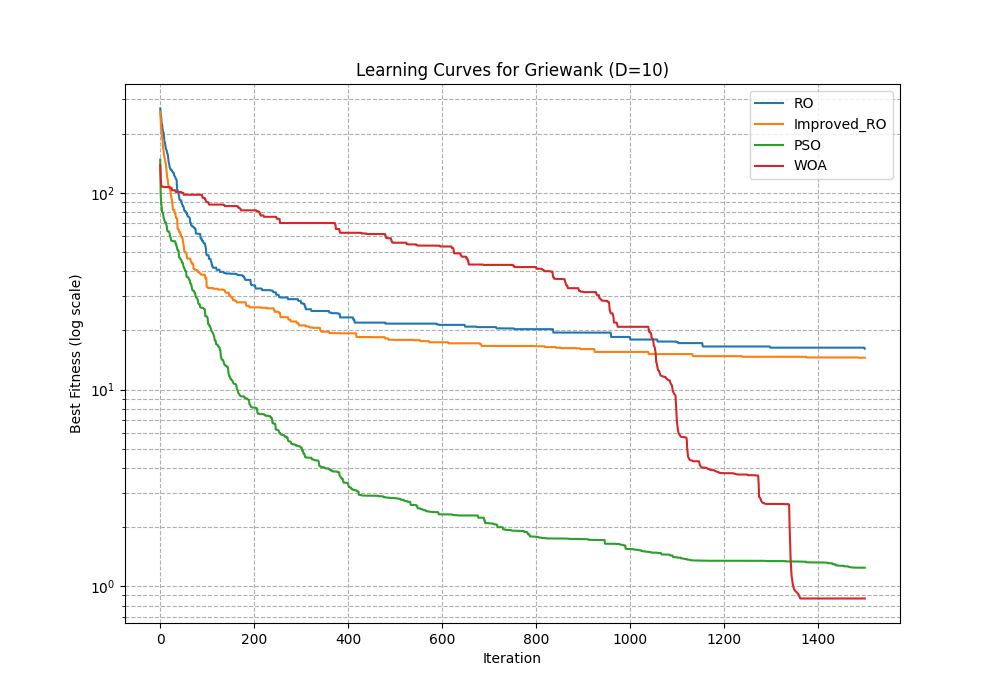 Learning Curves for Griewank (D=10)
RO
Improved_RO
PSO
WOA
Best Fitness (log scale)
10²
10¹
10⁰
0 200 400 600 800 1000 1200 1400
Iteration